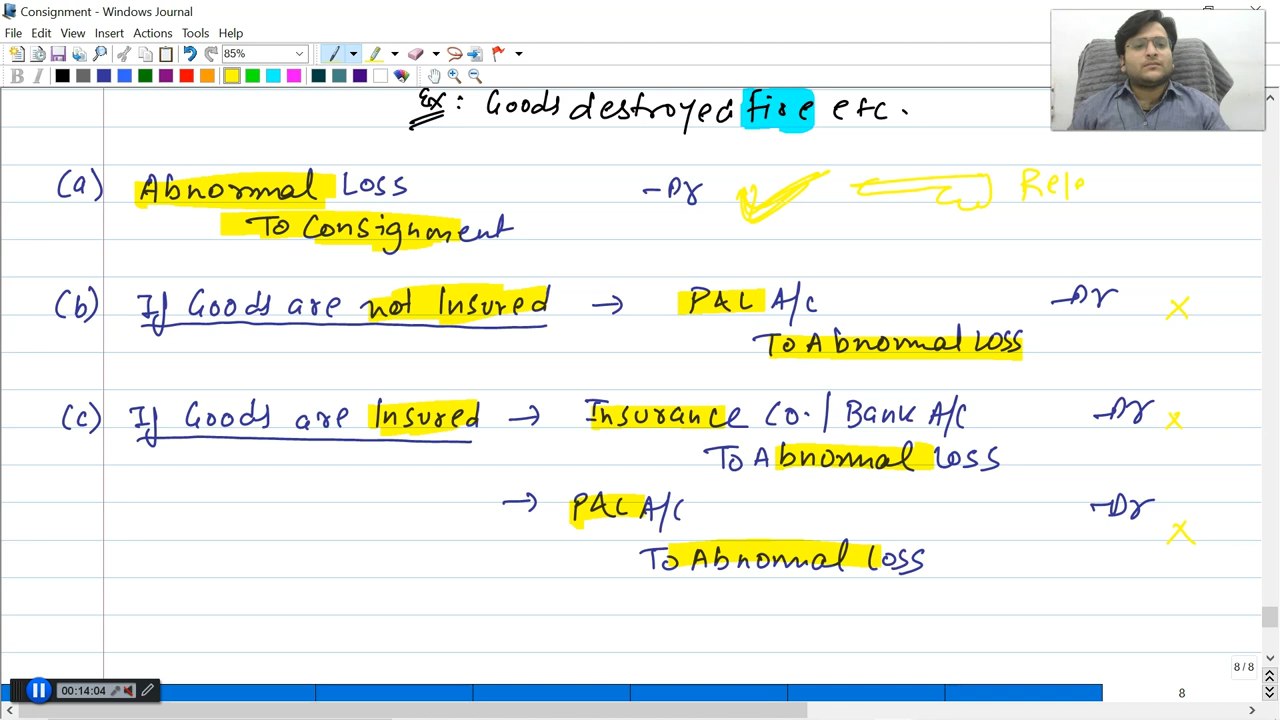 Consignment - Windows Journal
File Edit View Insert Actions Tools Help
85%
B I
Ex: Goods destroyed fire etc.
(a) Abnormal Loss - Dr Rele
To Consignment
(b) If Goods are not Insured → P&L A/c - Dr ×
To Abnormal Loss
(c) If Goods are Insured → Insurance Co. / Bank A/c - Dr ×
To Abnormal Loss
→ P&L A/c - Dr ×
To Abnormal Loss
8 / 8
00:14:04
8